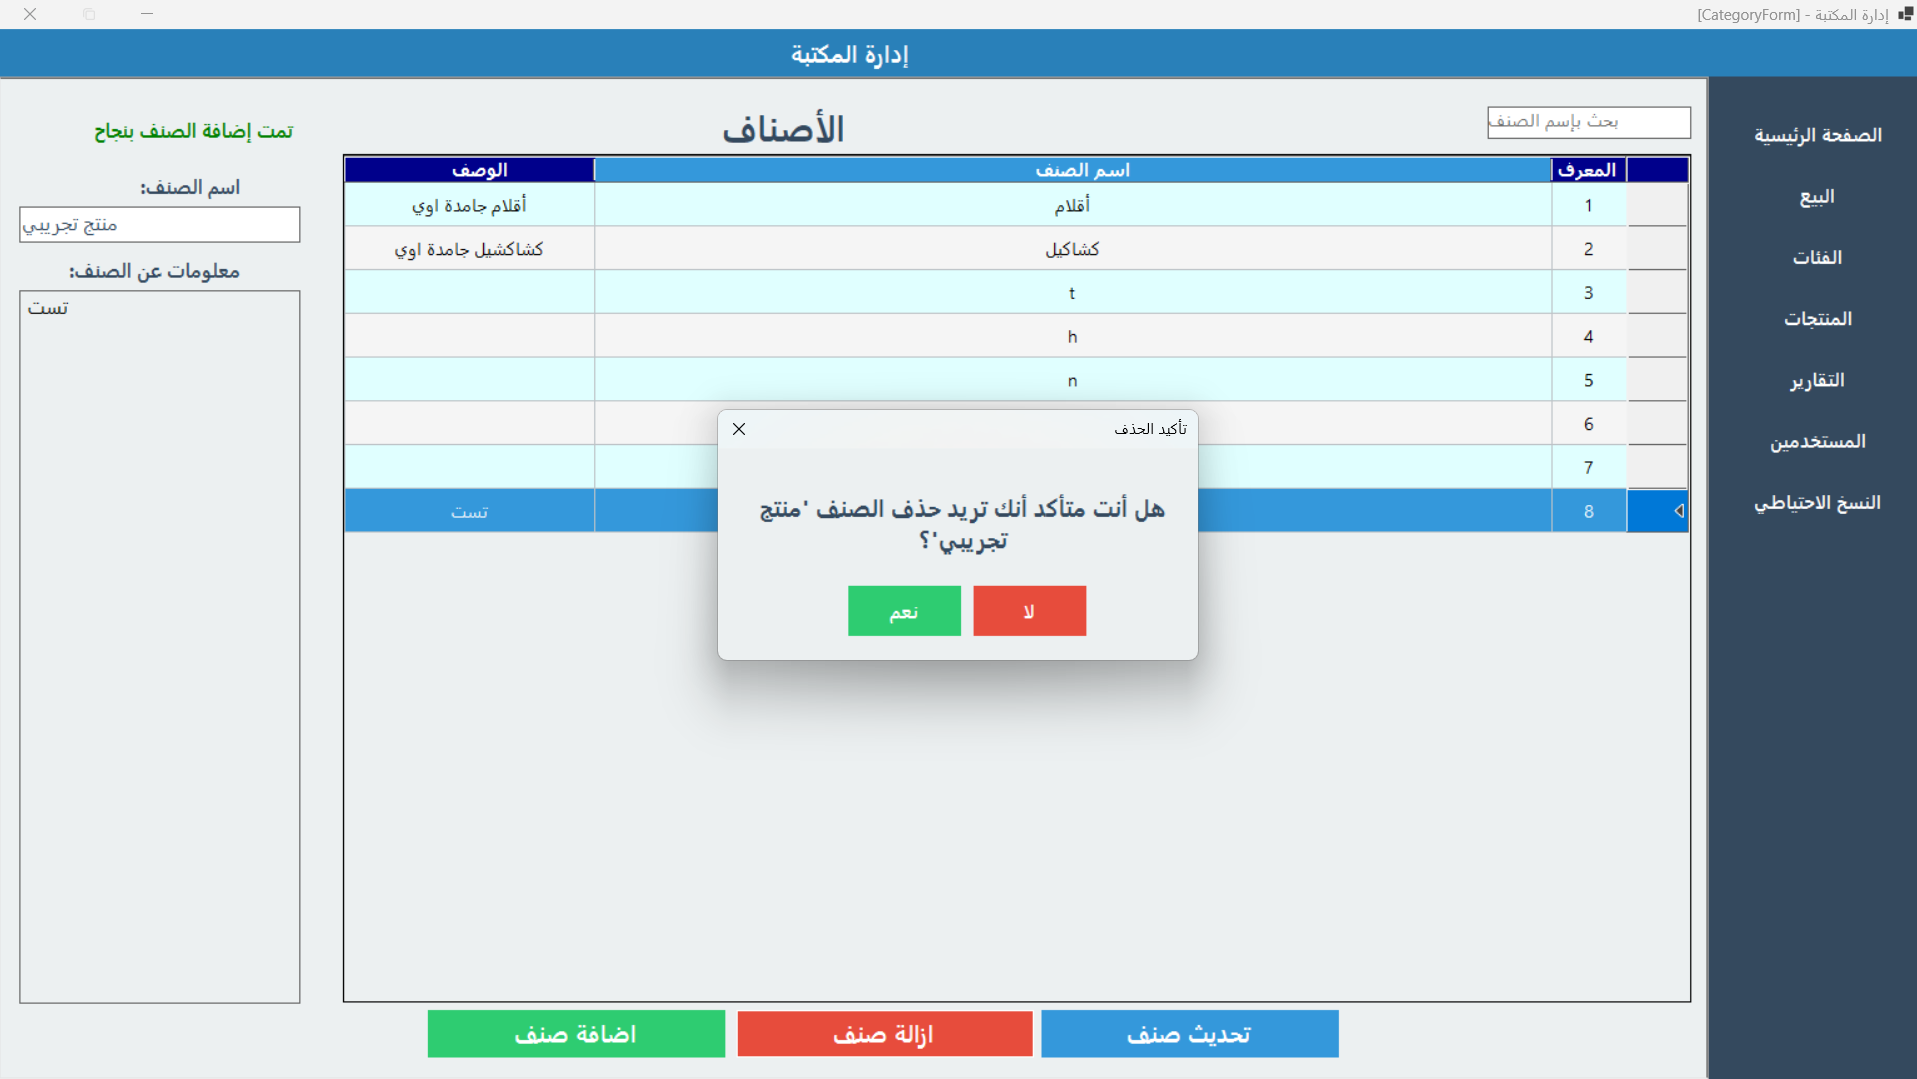 إدارة المكتبة - [CategoryForm]
إدارة المكتبة
الصفحة الرئيسية
البيع
الفئات
المنتجات
التقارير
المستخدمين
النسخ الاحتياطي
بحث بإسم الصنف
الأصناف
تمت إضافة الصنف بنجاح
اسم الصنف:
منتج تجريبي
معلومات عن الصنف:
تست
المعرف اسم الصنف الوصف
1 أقلام أقلام جامدة اوي
2 كشاكيل كشاكشيل جامدة اوي
3 t
4 h
5 n
6
7
8 تست
تأكيد الحذف
هل أنت متأكد أنك تريد حذف الصنف 'منتج
تجريبي'؟
لا
نعم
تحديث صنف
ازالة صنف
اضافة صنف